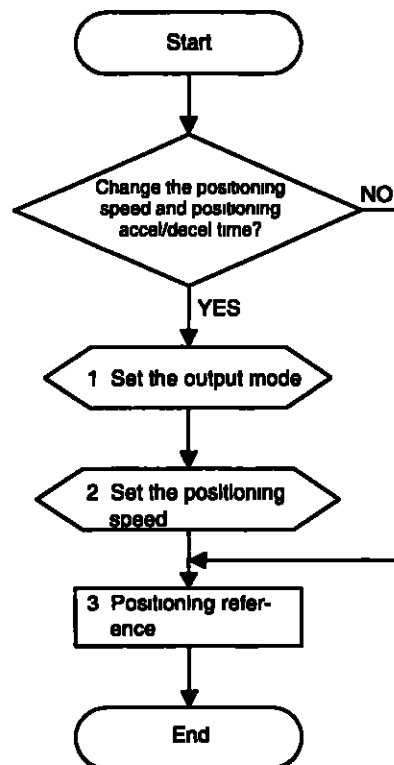 Start
Change the positioning
speed and positioning
accel/decel time?
NO
YES
1 Set the output mode
2 Set the positioning
speed
3 Positioning refer-
ence
End